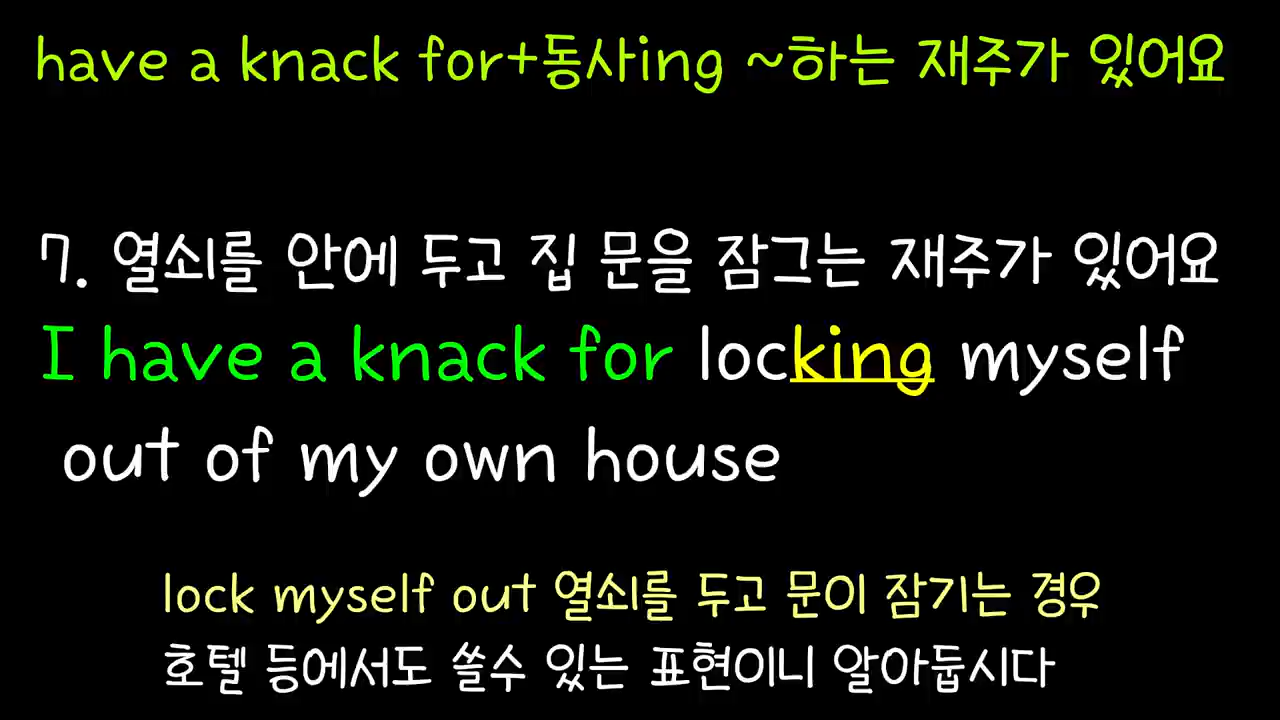 have a knack for+동사ing ~하는 재주가 있어요
7. 열쇠를 안에 두고 집 문을 잠그는 재주가 있어요
I have a knack for locking myself
out of my own house
lock myself out 열쇠를 두고 문이 잠기는 경우
호텔 등에서도 쓸수 있는 표현이니 알아둡시다